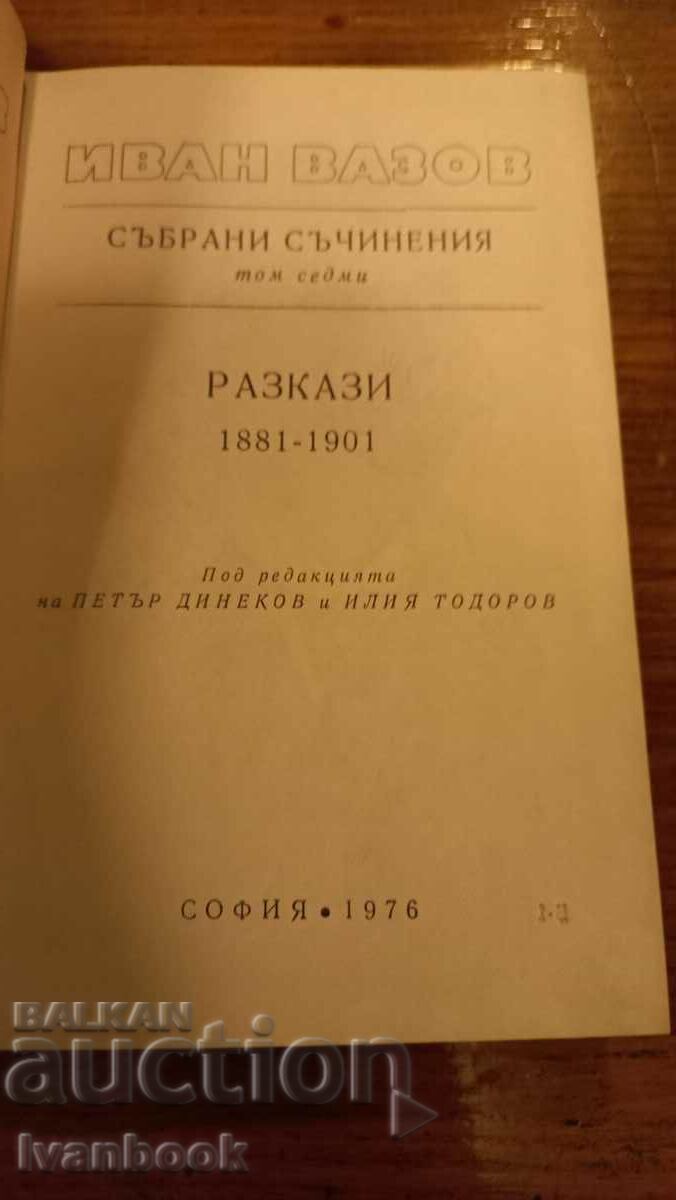 ИВАН ВАЗОВ
СЪБРАНИ СЪЧИНЕНИЯ
том седми
РАЗКАЗИ
1881-1901
Под редакцията
на ПЕТЪР ДИНЕКОВ и ИЛИЯ ТОДОРОВ
СОФИЯ • 1976
BALKAN
auction
Ivanbook